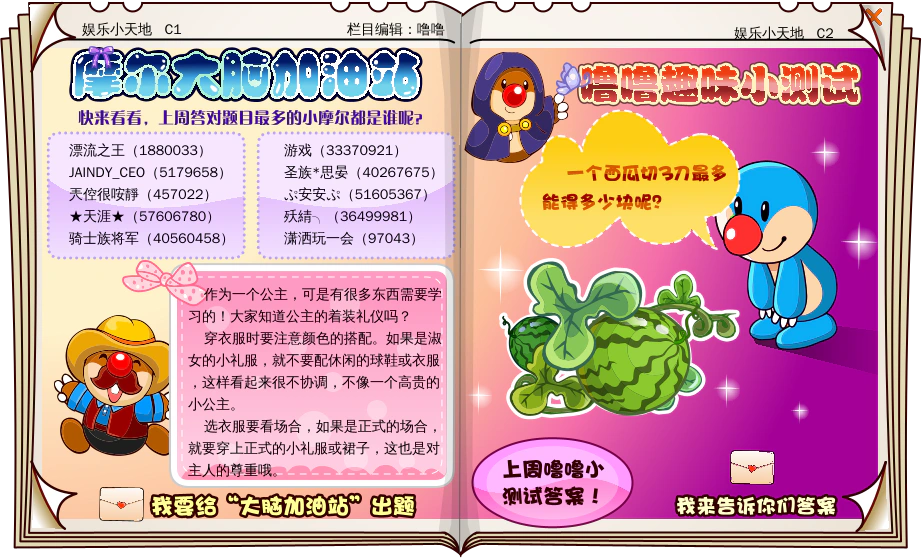 娱乐小天地 C1
栏目编辑：噜噜
摩尔大脑加油站
快来看看，上周答对题目最多的小摩尔都是谁呢?
漂流之王（1880033）
JAINDY_CEO（5179658）
兲倥很咹靜（457022）
★天涯★（57606780）
骑士族将军（40560458）
游戏（33370921）
圣族*思晏（40267675）
ぷ安安ぷ（51605367）
（36499981）
潇洒玩一会（97043）
作为一个公主，可是有很多东西需要学
习的！大家知道公主的着装礼仪吗？
穿衣服时要注意颜色的搭配。如果是淑
女的小礼服，就不要配休闲的球鞋或衣服
，这样看起来很不协调，不像一个高贵的
小公主。
选衣服要看场合，如果是正式的场合，
就要穿上正式的小礼服或裙子，这也是对
主人的尊重哦。
我要给“大脑加油站”出题
娱乐小天地 C2
噜噜趣味小测试
一个西瓜切3刀最多
能得多少块呢?
上周噜噜小
测试答案！
我来告诉你们答案